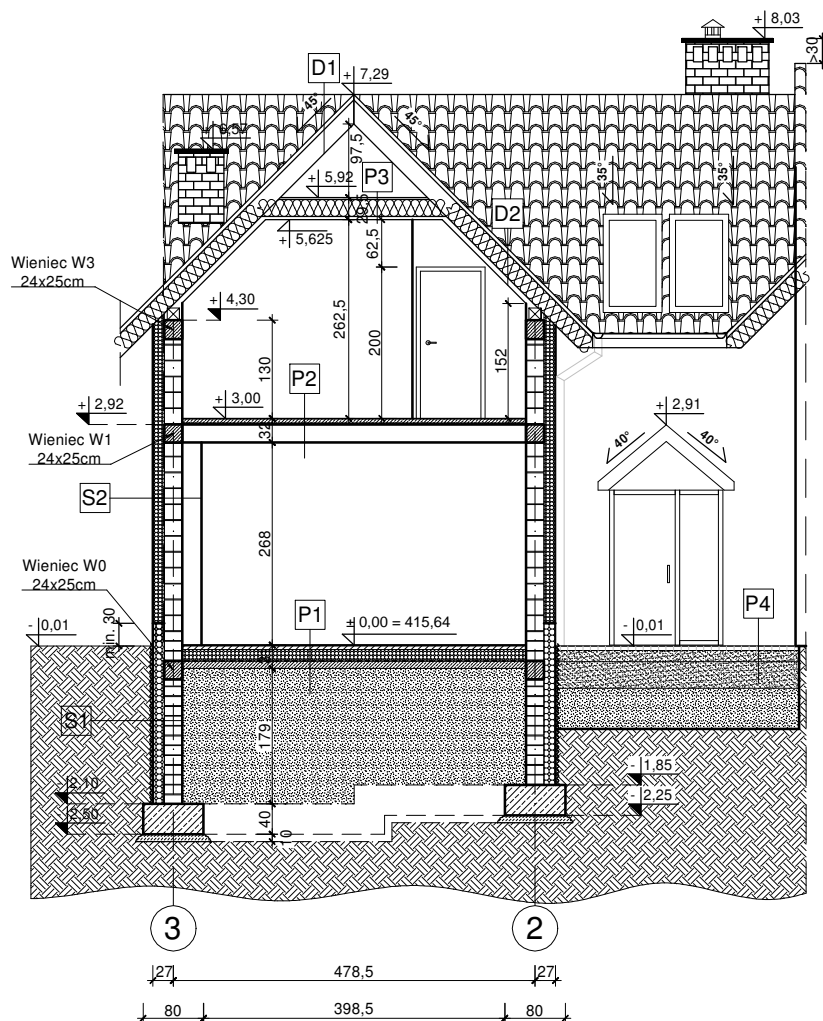 + 8,03
>30
D1
+ 7,29
45°
45°
+ 6,57
97,5
P3
35°
35°
+ 5,92
29,5
D2
+ 5,625
62,5
Wieniec W3
24x25cm
+ 4,30
262,5
200
152
130
P2
+ 3,00
+ 2,92
+ 2,91
32
Wieniec W1
24x25cm
40°
40°
S2
268
Wieniec W0
24x25cm
P1
P4
min. 30
- 0,01
± 0,00 = 415,64
- 0,01
S1
179
- 1,85
2,10
- 2,25
2,50
40
10
3
2
27
478,5
27
80
398,5
80